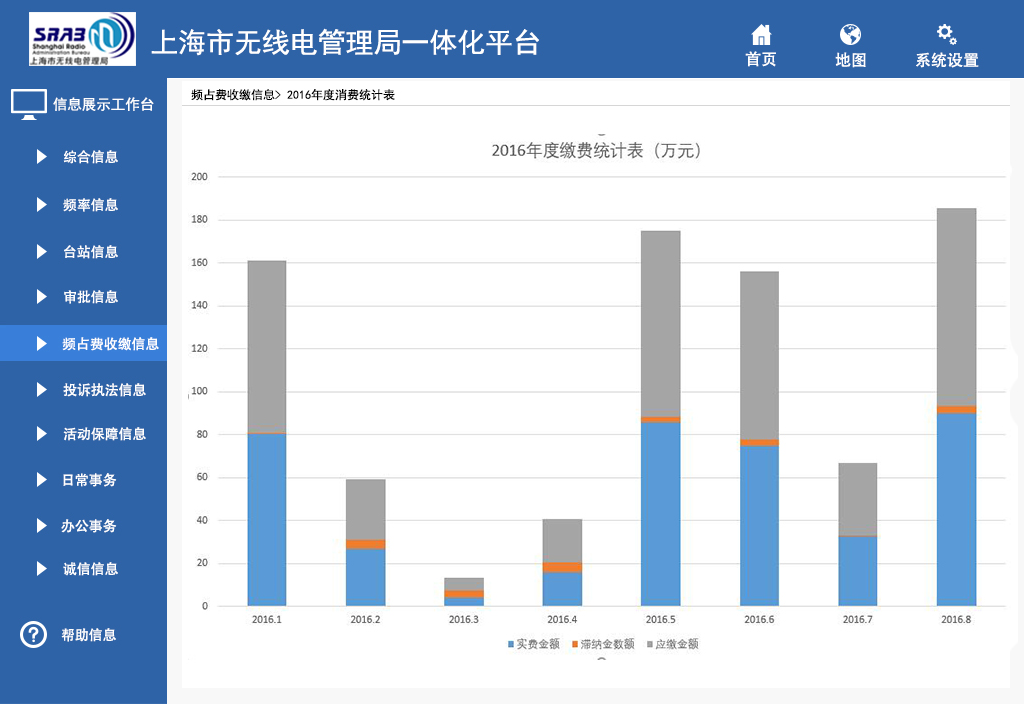 SRAB
Shanghai Radio
Administration Bureau
上海市无线电管理局
上海市无线电管理局一体化平台
首页
地图
系统设置
信息展示工作台
综合信息
频率信息
台站信息
审批信息
频占费收缴信息
投诉执法信息
活动保障信息
日常事务
办公事务
诚信信息
帮助信息
频占费收缴信息> 2016年度消费统计表
2016年度缴费统计表（万元）
200
180
160
140
120
100
80
60
40
20
0
2016.1 2016.2 2016.3 2016.4 2016.5 2016.6 2016.7 2016.8
实费金额 滞纳金数额 应缴金额